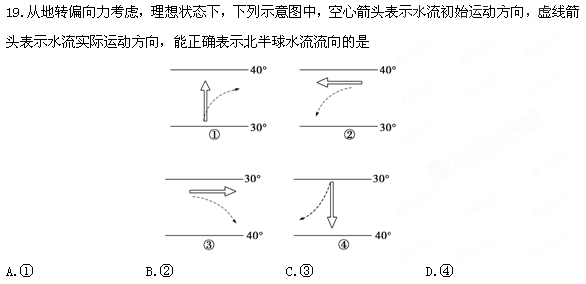 19.从地转偏向力考虑，理想状态下，下列示意图中，空心箭头表示水流初始运动方向，虚线箭
头表示水流实际运动方向，能正确表示北半球水流流向的是
40° 40°
30° 30°
① ②
30° 30°
40° 40°
③ ④
A.① B.② C.③ D.④